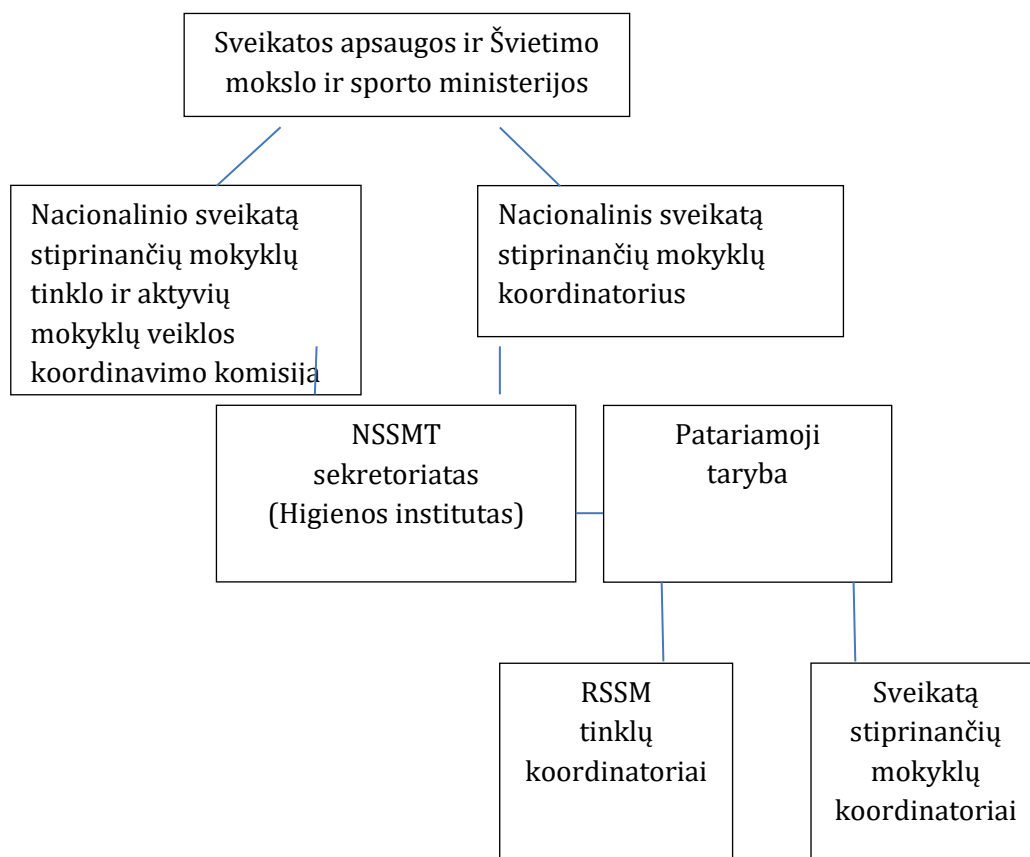 Sveikatos apsaugos ir Švietimo
mokslo ir sporto ministerijos
Nacionalinio sveikatą
stiprinančių mokyklų
tinklo ir aktyvių
mokyklų veiklos
koordinavimo komisija
Nacionalinis sveikatą
stiprinančių mokyklų
koordinatorius
NSSMT
sekretoriatas
(Higienos institutas)
Patariamoji
taryba
RSSM
tinklų
koordinatoriai
Sveikatą
stiprinančių
mokyklų
koordinatoriai